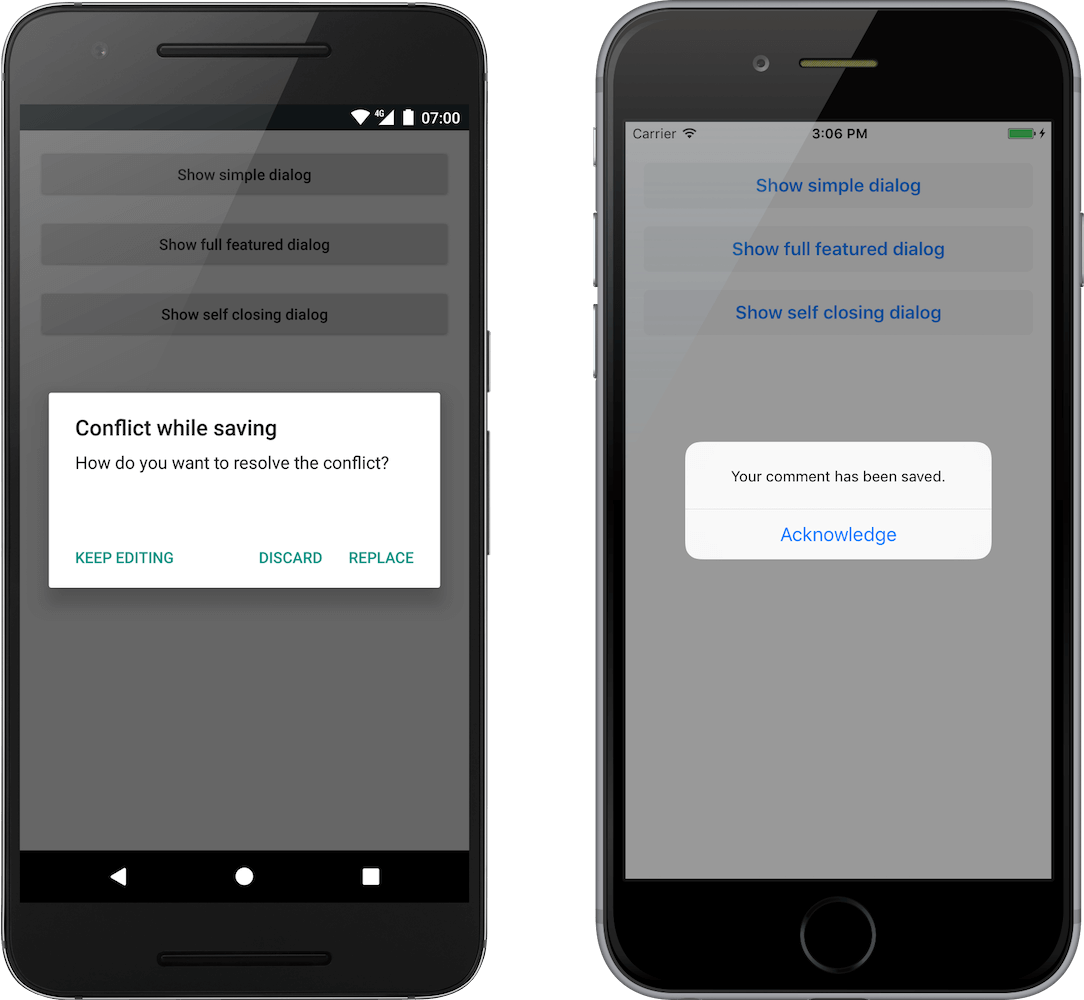 4G 07:00
Show simple dialog
Show full featured dialog
Show self closing dialog
Conflict while saving
How do you want to resolve the conflict?
KEEP EDITING DISCARD REPLACE
Carrier 3:06 PM
Show simple dialog
Show full featured dialog
Show self closing dialog
Your comment has been saved.
Acknowledge